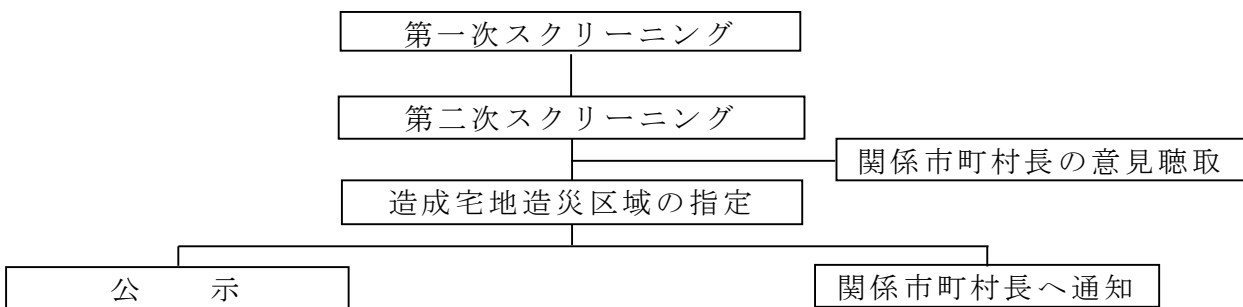 第一次スクリーニング
第二次スクリーニング
関係市町村長の意見聴取
造成宅地造災区域の指定
公　　示
関係市町村長へ通知